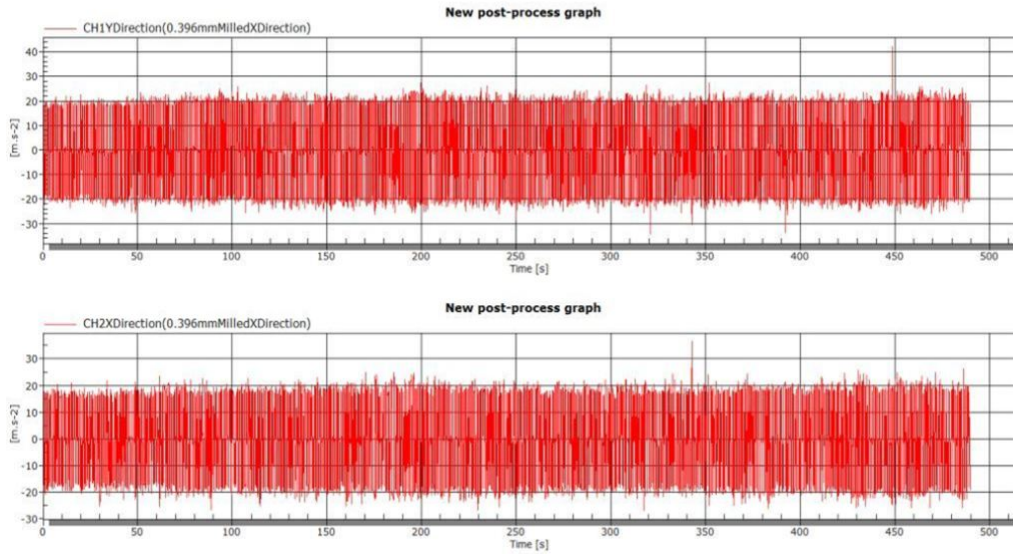 New post-process graph
CH1YDirection(0.396mmMilledXDirection)
40
30
20
10
0
-10
-20
-30
[m.s-2]
0 50 100 150 200 250 300 350 400 450 500
Time [s]
New post-process graph
CH2XDirection(0.396mmMilledXDirection)
30
20
10
0
-10
-20
-30
[m.s-2]
0 50 100 150 200 250 300 350 400 450 500
Time [s]